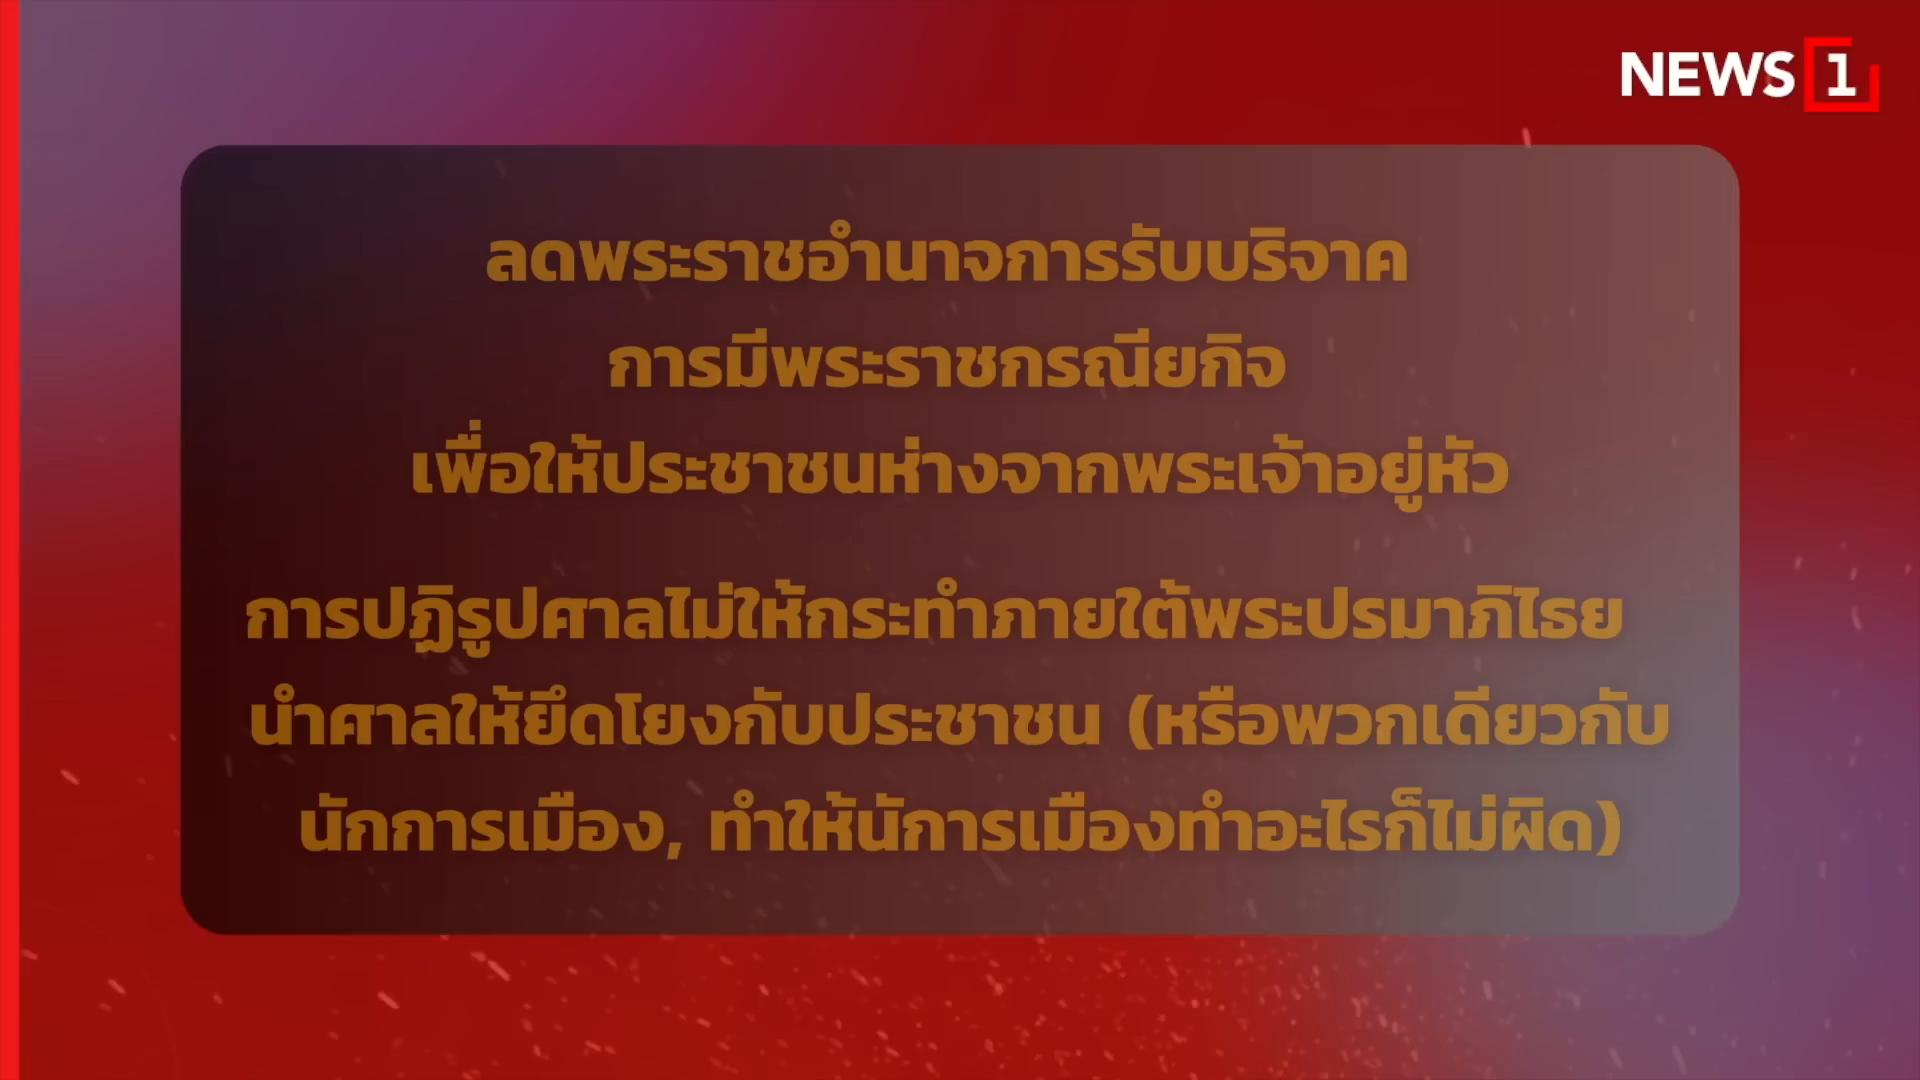 NEWS 1
ลดพระราชอำนาจการรับบริจาค
การมีพระราชกรณียกิจ
เพื่อให้ประชาชนห่างจากพระเจ้าอยู่หัว
การปฏิรูปศาลไม่ให้กระทำภายใต้พระปรมาภิไธย
นำศาลให้ยึดโยงกับประชาชน (หรือพวกเดียวกับ
นักการเมือง, ทำให้นัการเมืองทำอะไรก็ไม่ผิด)